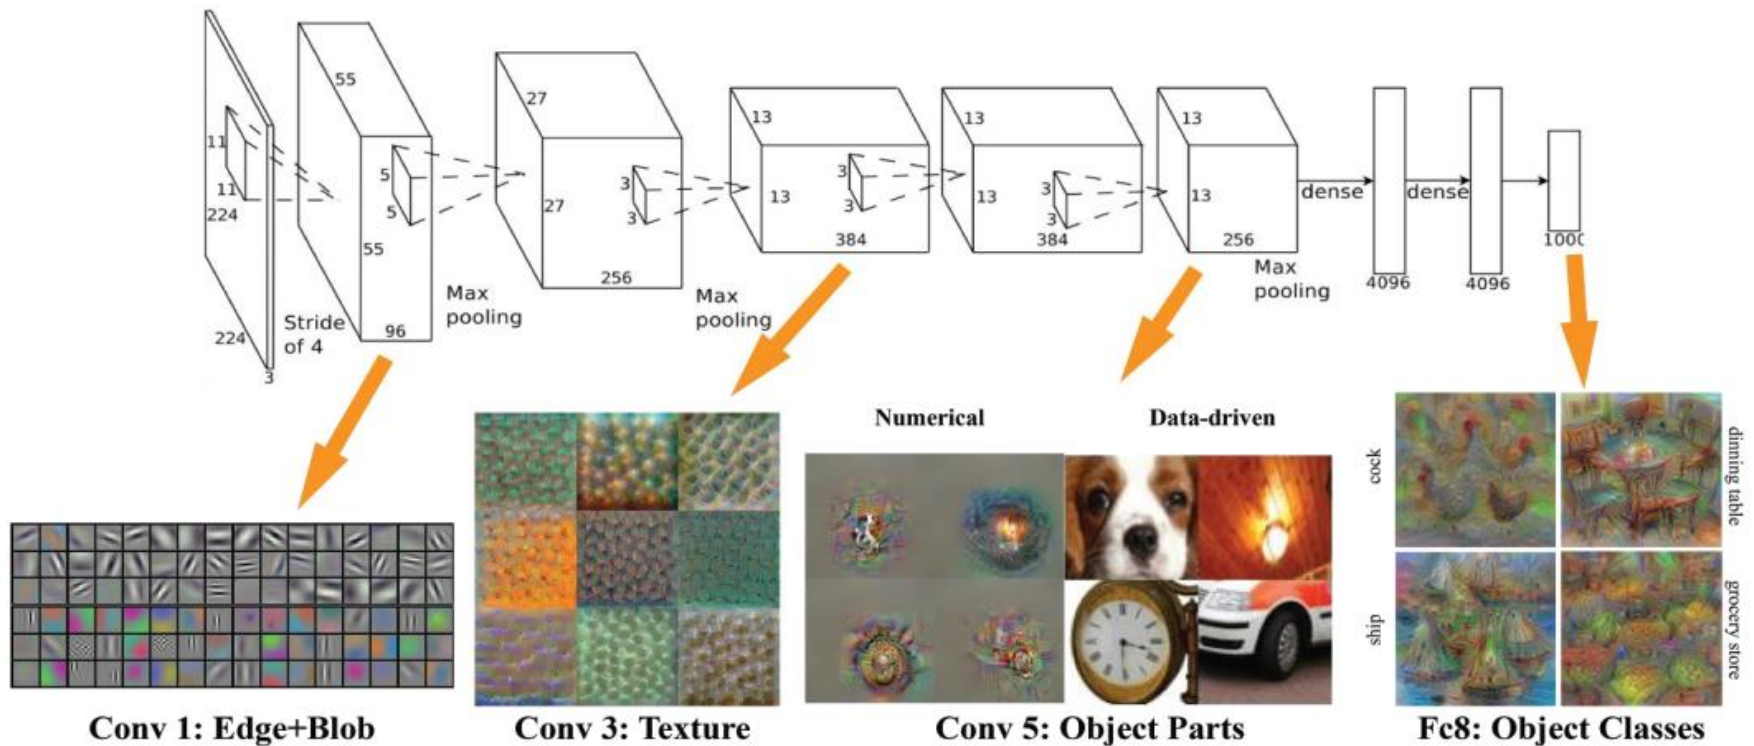 55
27
13
13
13
11
11
224
5
5
55
27
3
3
13
3
3
13
3
3
13
dense
dense
384
384
256
1000
256
Max
pooling
4096
4096
Max
pooling
Max
pooling
Stride
of 4
96
224
3
Numerical
Data-driven
cock
dinning table
ship
grocery store
Conv 1: Edge+Blob
Conv 3: Texture
Conv 5: Object Parts
Fc8: Object Classes